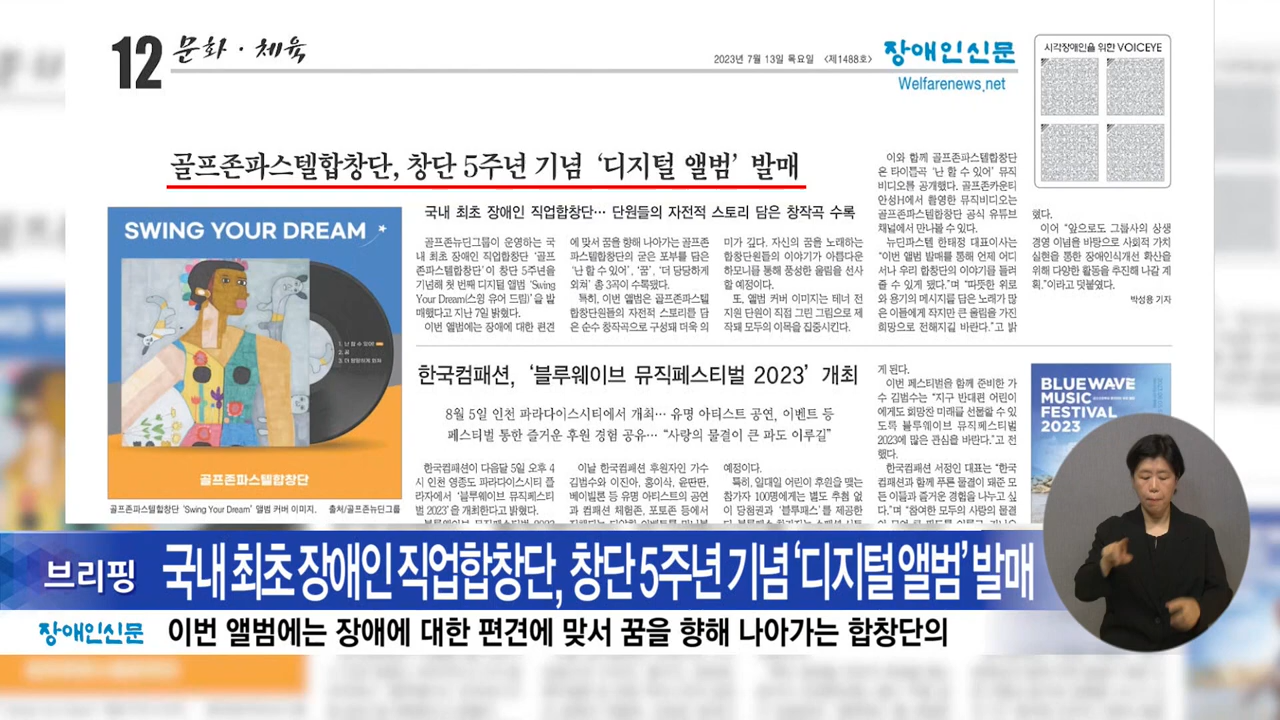 12 문화·체육
2023년 7월 13일 목요일 <제1488호>
장애인신문
Welfarenews.net
시각장애인을 위한 VOICEYE
골프존파스텔합창단, 창단 5주년 기념 ‘디지털 앨범’ 발매
SWING YOUR DREAM
1. 난 할 수 있어!
2. 꿈
3. 더 당당하게 외쳐
골프존파스텔합창단
골프존파스텔합창단 ‘Swing Your Dream’ 앨범 커버 이미지. 출처/골프존뉴딘그룹
국내 최초 장애인 직업합창단… 단원들의 자전적 스토리 담은 창작곡 수록
골프존뉴딘그룹이 운영하는 국
내 최초 장애인 직업합창단 ‘골프
존파스텔합창단’이 창단 5주년을
기념해 첫 번째 디지털 앨범 ‘Swing
Your Dream(스윙 유어 드림)’을 발
매했다고 지난 7일 밝혔다.
이번 앨범에는 장애에 대한 편견
에 맞서 꿈을 향해 나아가는 골프존
파스텔합창단의 굳은 포부를 담은
‘난 할 수 있어’, ‘꿈’, ‘더 당당하게
외쳐’ 총 3곡이 수록됐다.
특히, 이번 앨범은 골프존파스텔
합창단원들의 자전적 스토리를 담
은 순수 창작곡으로 구성돼 더욱 의
미가 깊다. 자신의 꿈을 노래하는
합창단원들의 이야기가 아름다운
하모니를 통해 풍성한 울림을 선사
할 예정이다.
또, 앨범 커버 이미지는 테너 전
지원 단원이 직접 그린 그림으로 제
작돼 모두의 이목을 집중시킨다.
이와 함께 골프존파스텔합창단
은 타이틀곡 ‘난 할 수 있어’ 뮤직
비디오를 공개했다. 골프존카운티
안성H에서 촬영한 뮤직비디오는
골프존파스텔합창단 공식 유튜브
채널에서 만나볼 수 있다.
뉴딘파스텔 한태정 대표이사는
“이번 앨범 발매를 통해 언제 어디
서나 우리 합창단의 이야기를 들려
줄 수 있게 됐다.”며 “따뜻한 위로
와 용기의 메시지를 담은 노래가 많
은 이들에게 작지만 큰 울림을 가진
희망으로 전해지길 바란다.”고 밝
혔다.
이어 “앞으로도 그룹사의 상생
경영 이념을 바탕으로 사회적 가치
실현을 통한 장애인식개선 확산을
위해 다양한 활동을 추진해 나갈 계
획.”이라고 덧붙였다.
박성용 기자
한국컴패션, ‘블루웨이브 뮤직페스티벌 2023’ 개최
8월 5일 인천 파라다이스시티에서 개최… 유명 아티스트 공연, 이벤트 등
페스티벌 통한 즐거운 후원 경험 공유… “사랑의 물결이 큰 파도 이루길”
한국컴패션이 다음달 5일 오후 4
시 인천 영종도 파라다이스시티 플
라자에서 ‘블루웨이브 뮤직페스티
벌 2023’을 개최한다고 밝혔다.
이날 한국컴패션 후원자인 가수
김범수와 이진아, 홍이삭, 윤딴딴,
베이빌론 등 유명 아티스트의 공연
과 컴패션 체험존, 포토존 등에서
예정이다.
특히, 일대일 어린이 후원을 맺는
참가자 100명에게는 별도 추첨 없
이 당첨권과 ‘블루패스’를 제공한
게 된다.
이번 페스티벌을 함께 준비한 가
수 김범수는 “지구 반대편 어린이
에게도 희망찬 미래를 선물할 수 있
도록 블루웨이브 뮤직페스티벌
2023에 많은 관심을 바란다.”고 전
했다.
한국컴패션 서정인 대표는 “한국
컴패션과 함께 푸른 물결이 돼준 모
든 이들과 즐거운 경험을 나누고 싶
다.”며 “참여한 모두의 사랑의 물결
BLUEWAVE
MUSIC
FESTIVAL
2023
브리핑 국내 최초 장애인 직업합창단, 창단 5주년 기념 ‘디지털 앨범’ 발매
장애인신문 이번 앨범에는 장애에 대한 편견에 맞서 꿈을 향해 나아가는 합창단의